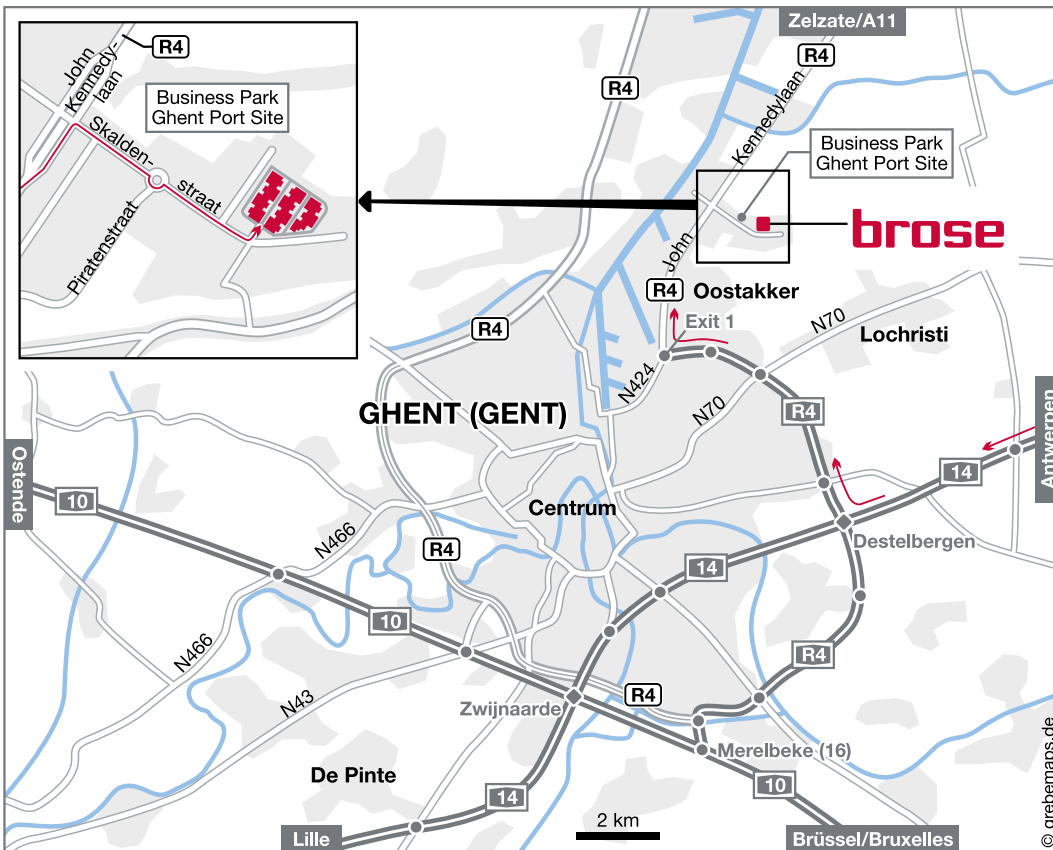 Zelzate/A11
R4
John
Kennedy-
laan
R4
Business Park
Ghent Port Site
Skalden-
straat
Piratenstraat
R4
Kennedylaan
John
Business Park
Ghent Port Site
brose
R4
Oostakker
Exit 1
R4
N70
Lochristi
N424
N70
R4
GHENT (GENT)
Antwerpen
14
Ostende
10
Centrum
N466
R4
Destelbergen
14
10
N466
R4
N43
R4
Zwijnaarde
Merelbeke (16)
De Pinte
14
10
2 km
Lille
Brüssel/Bruxelles
© grebemaps.de